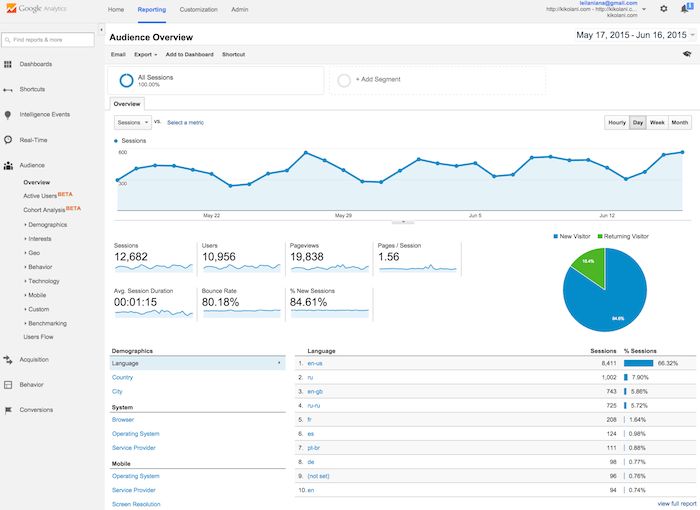 Google Analytics
Home Reporting Customization Admin
leilaniana@gmail.com
http://kikolani.com - http://kikolani.c...
kikolani.com
1
Find reports & more
Audience Overview
May 17, 2015 - Jun 16, 2015
Email Export Add to Dashboard Shortcut
Dashboards
Shortcuts
Intelligence Events
Real-Time
Audience
Overview
Active Users BETA
Cohort Analysis BETA
Demographics
Interests
Geo
Behavior
Technology
Mobile
Custom
Benchmarking
Users Flow
Acquisition
Behavior
Conversions
All Sessions
100.00%
+ Add Segment
Overview
Sessions vs. Select a metric
Hourly Day Week Month
Sessions
600
300
May 22 May 29 Jun 5 Jun 12
Sessions Users Pageviews Pages / Session
12,682 10,956 19,838 1.56
Avg. Session Duration Bounce Rate % New Sessions
00:01:15 80.18% 84.61%
New Visitor Returning Visitor
15.4%
84.6%
Demographics
Language
Country
City
System
Browser
Operating System
Service Provider
Mobile
Operating System
Service Provider
Screen Resolution
Language Sessions % Sessions
1. en-us 8,411 66.32%
2. ru 1,002 7.90%
3. en-gb 743 5.86%
4. ru-ru 725 5.72%
5. fr 208 1.64%
6. es 124 0.98%
7. pt-br 111 0.88%
8. de 98 0.77%
9. (not set) 96 0.76%
10. en 94 0.74%
view full report